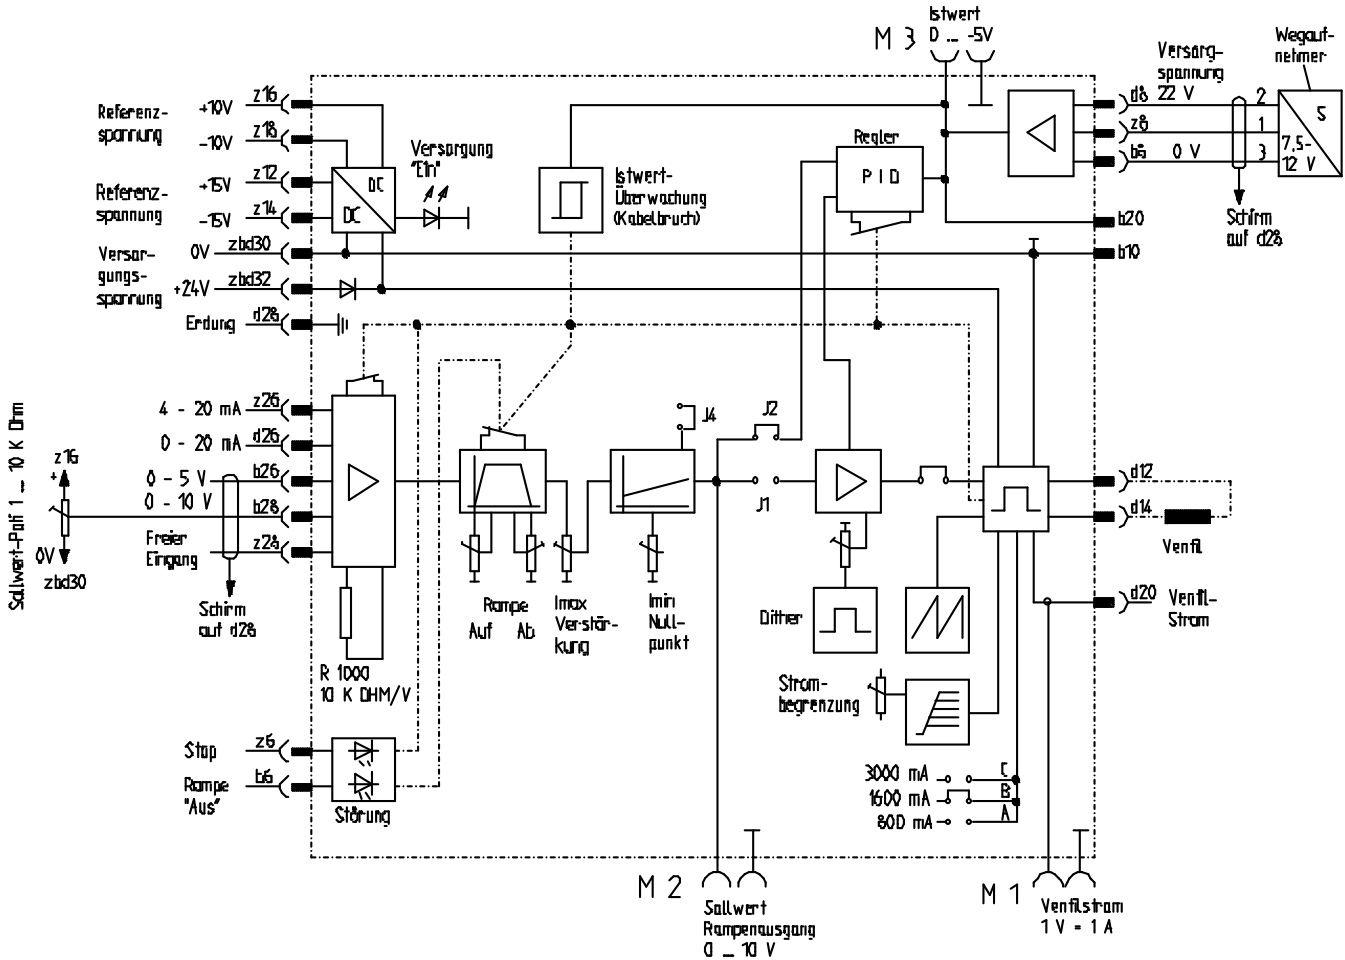 Istwert
M 3
0 ... -5V
Versorg-
spannung
22 V
Wegauf-
nehmer
S
7,5-
12 V
d8
z8
b8
2
1
3
0 V
Schirm
auf d28
b20
b10
Referenz-
spannung
+10V
z16
-10V
z18
Referenz-
spannung
+15V
z12
-15V
z14
Versor-
gungs-
spannung
0V
zbd30
+24V
zbd32
Erdung
d28
DC
DC
Versorgung
"Ein"
Istwert-
Überwachung
(Kabelbruch)
Regler
P I D
Sollwert-Poti 1 ... 10 K Ohm
z16
+
0V
zbd30
4 - 20 mA
z26
0 - 20 mA
d26
0 - 5 V
b26
0 - 10 V
b28
Freier
Eingang
z28
Schirm
auf d28
R 1000
10 K OHM/V
J4
J2
J1
Rampe
Auf
Ab
Imax
Verstär-
kung
Imin
Null-
punkt
Dither
Strom-
begrenzung
d12
d14
Ventil
d20
Ventil-
Strom
Stop
z6
Rampe
"Aus"
b6
Störung
3000 mA
C
1600 mA
B
800 mA
A
M 2
Sollwert
Rampenausgang
0 ... 10 V
M 1
Ventilstrom
1 V = 1 A